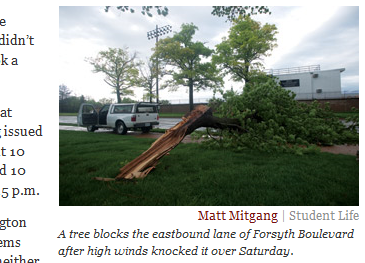 e
didn't
k a
at
issued
t 10
d 10
5 p.m.
gton
ems
neither
Matt Mitgang | Student Life
A tree blocks the eastbound lane of Forsyth Boulevard
after high winds knocked it over Saturday.